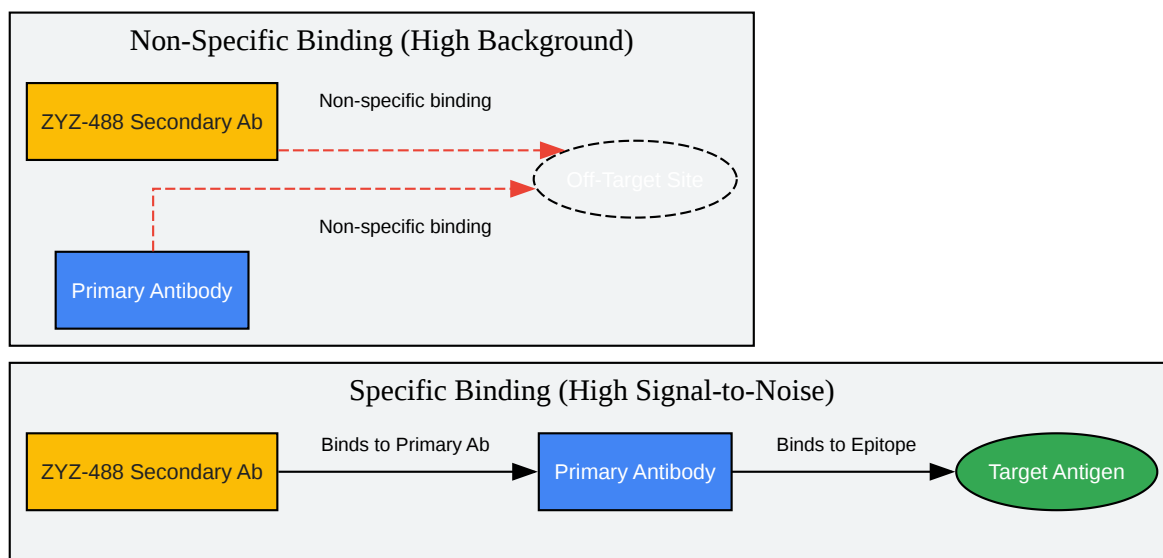 Non-Specific Binding (High Background)
ZYZ-488 Secondary Ab
Non-specific binding
Off-Target Site
Non-specific binding
Primary Antibody
Specific Binding (High Signal-to-Noise)
ZYZ-488 Secondary Ab
Binds to Primary Ab
Primary Antibody
Binds to Epitope
Target Antigen